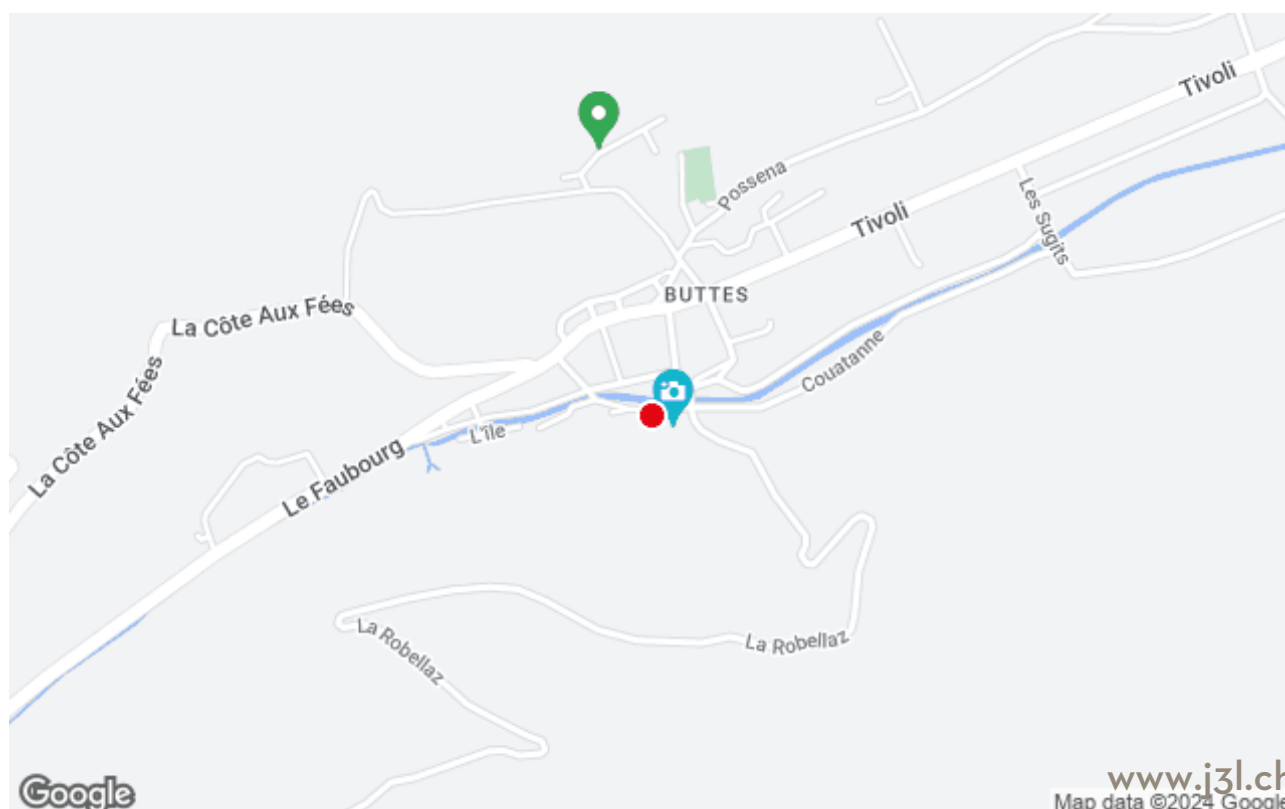 Tivoli
Possena
Tivoli
Les Sugits
BUTTES
La Côte Aux Fées
Couatanne
La Côte Aux Fées
L'île
Le Faubourg
La Robellaz
La Robellaz
Google
www.j3l.ch
Map data ©2024 Google